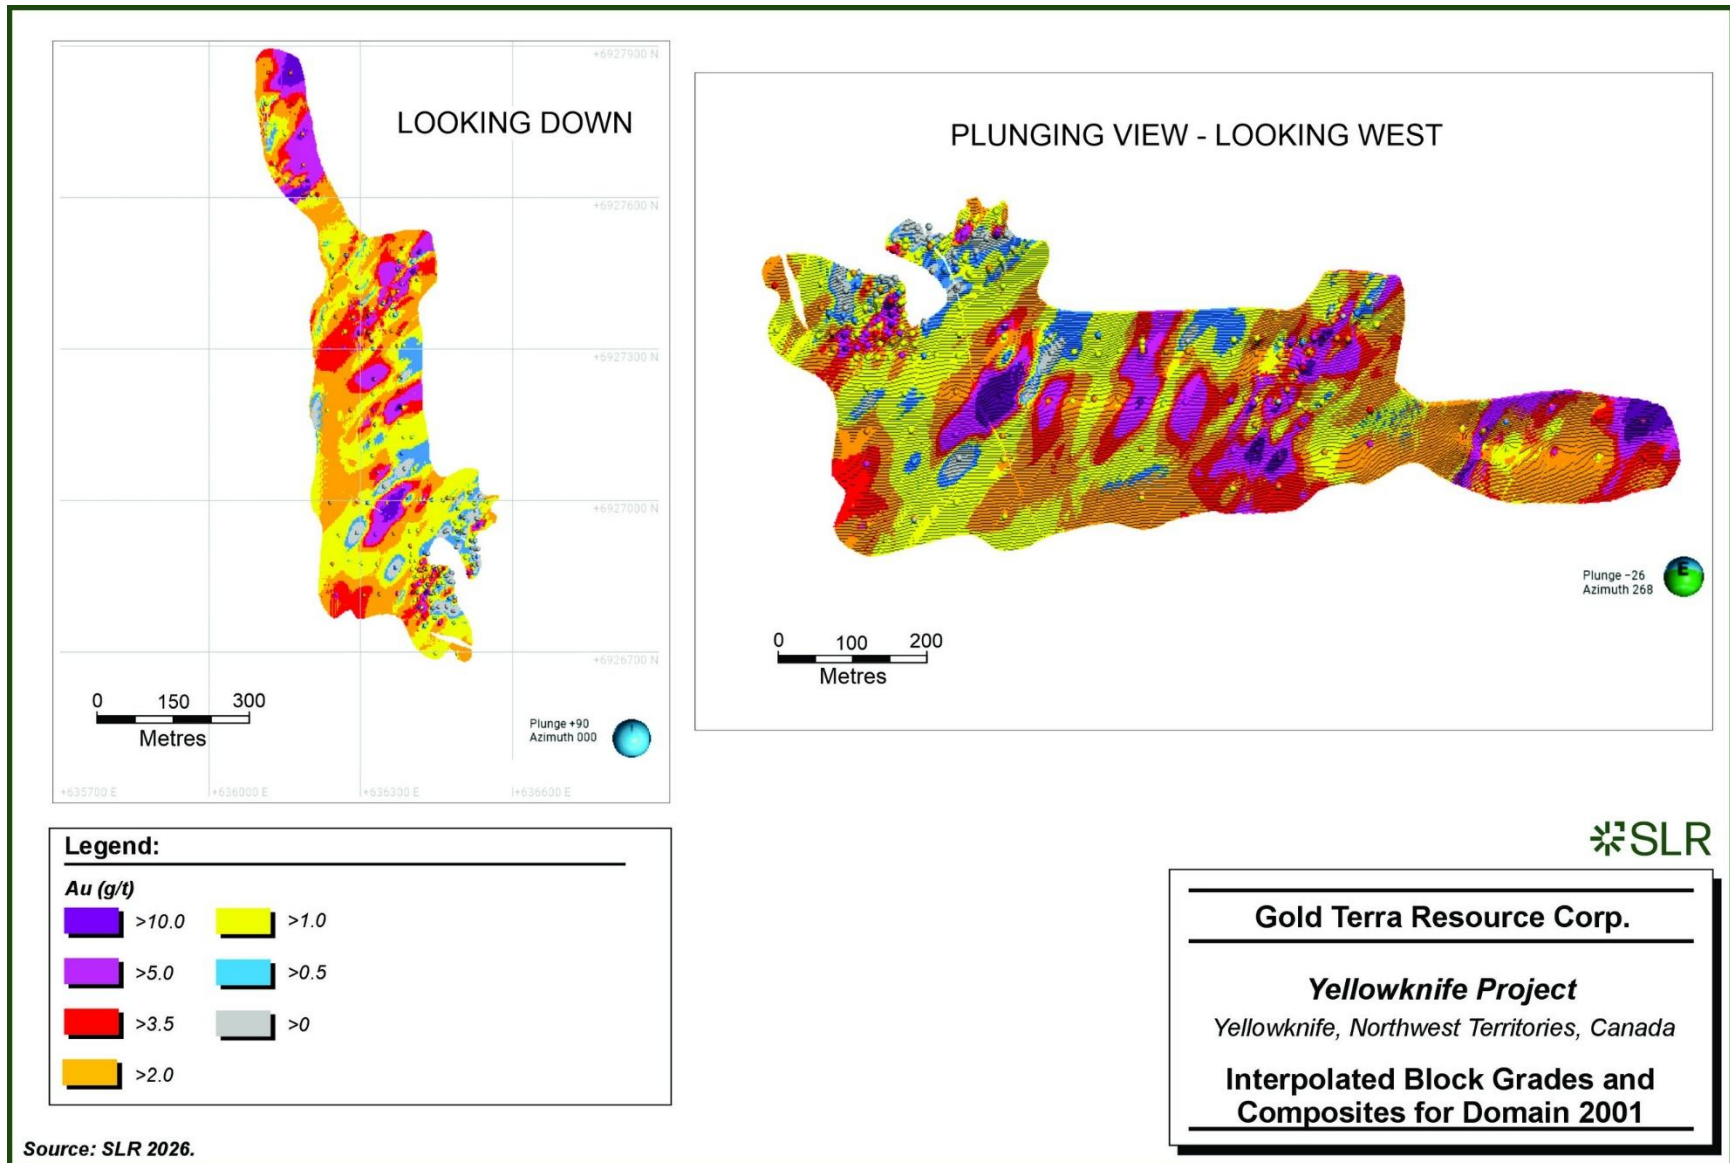 LOOKING DOWN
+6927900 N
+6927600 N
+6927300 N
+6927000 N
+6926700 N
0 150 300
Metres
Plunge +90
Azimuth 000
+635700 E +636000 E +636300 E +636600 E
PLUNGING VIEW - LOOKING WEST
0 100 200
Metres
Plunge −26
Azimuth 268
E
Legend:
Au (g/t)
>10.0 >1.0
>5.0 >0.5
>3.5 >0
>2.0
SLR
Gold Terra Resource Corp.
Yellowknife Project
Yellowknife, Northwest Territories, Canada
Interpolated Block Grades and
Composites for Domain 2001
Source: SLR 2026.